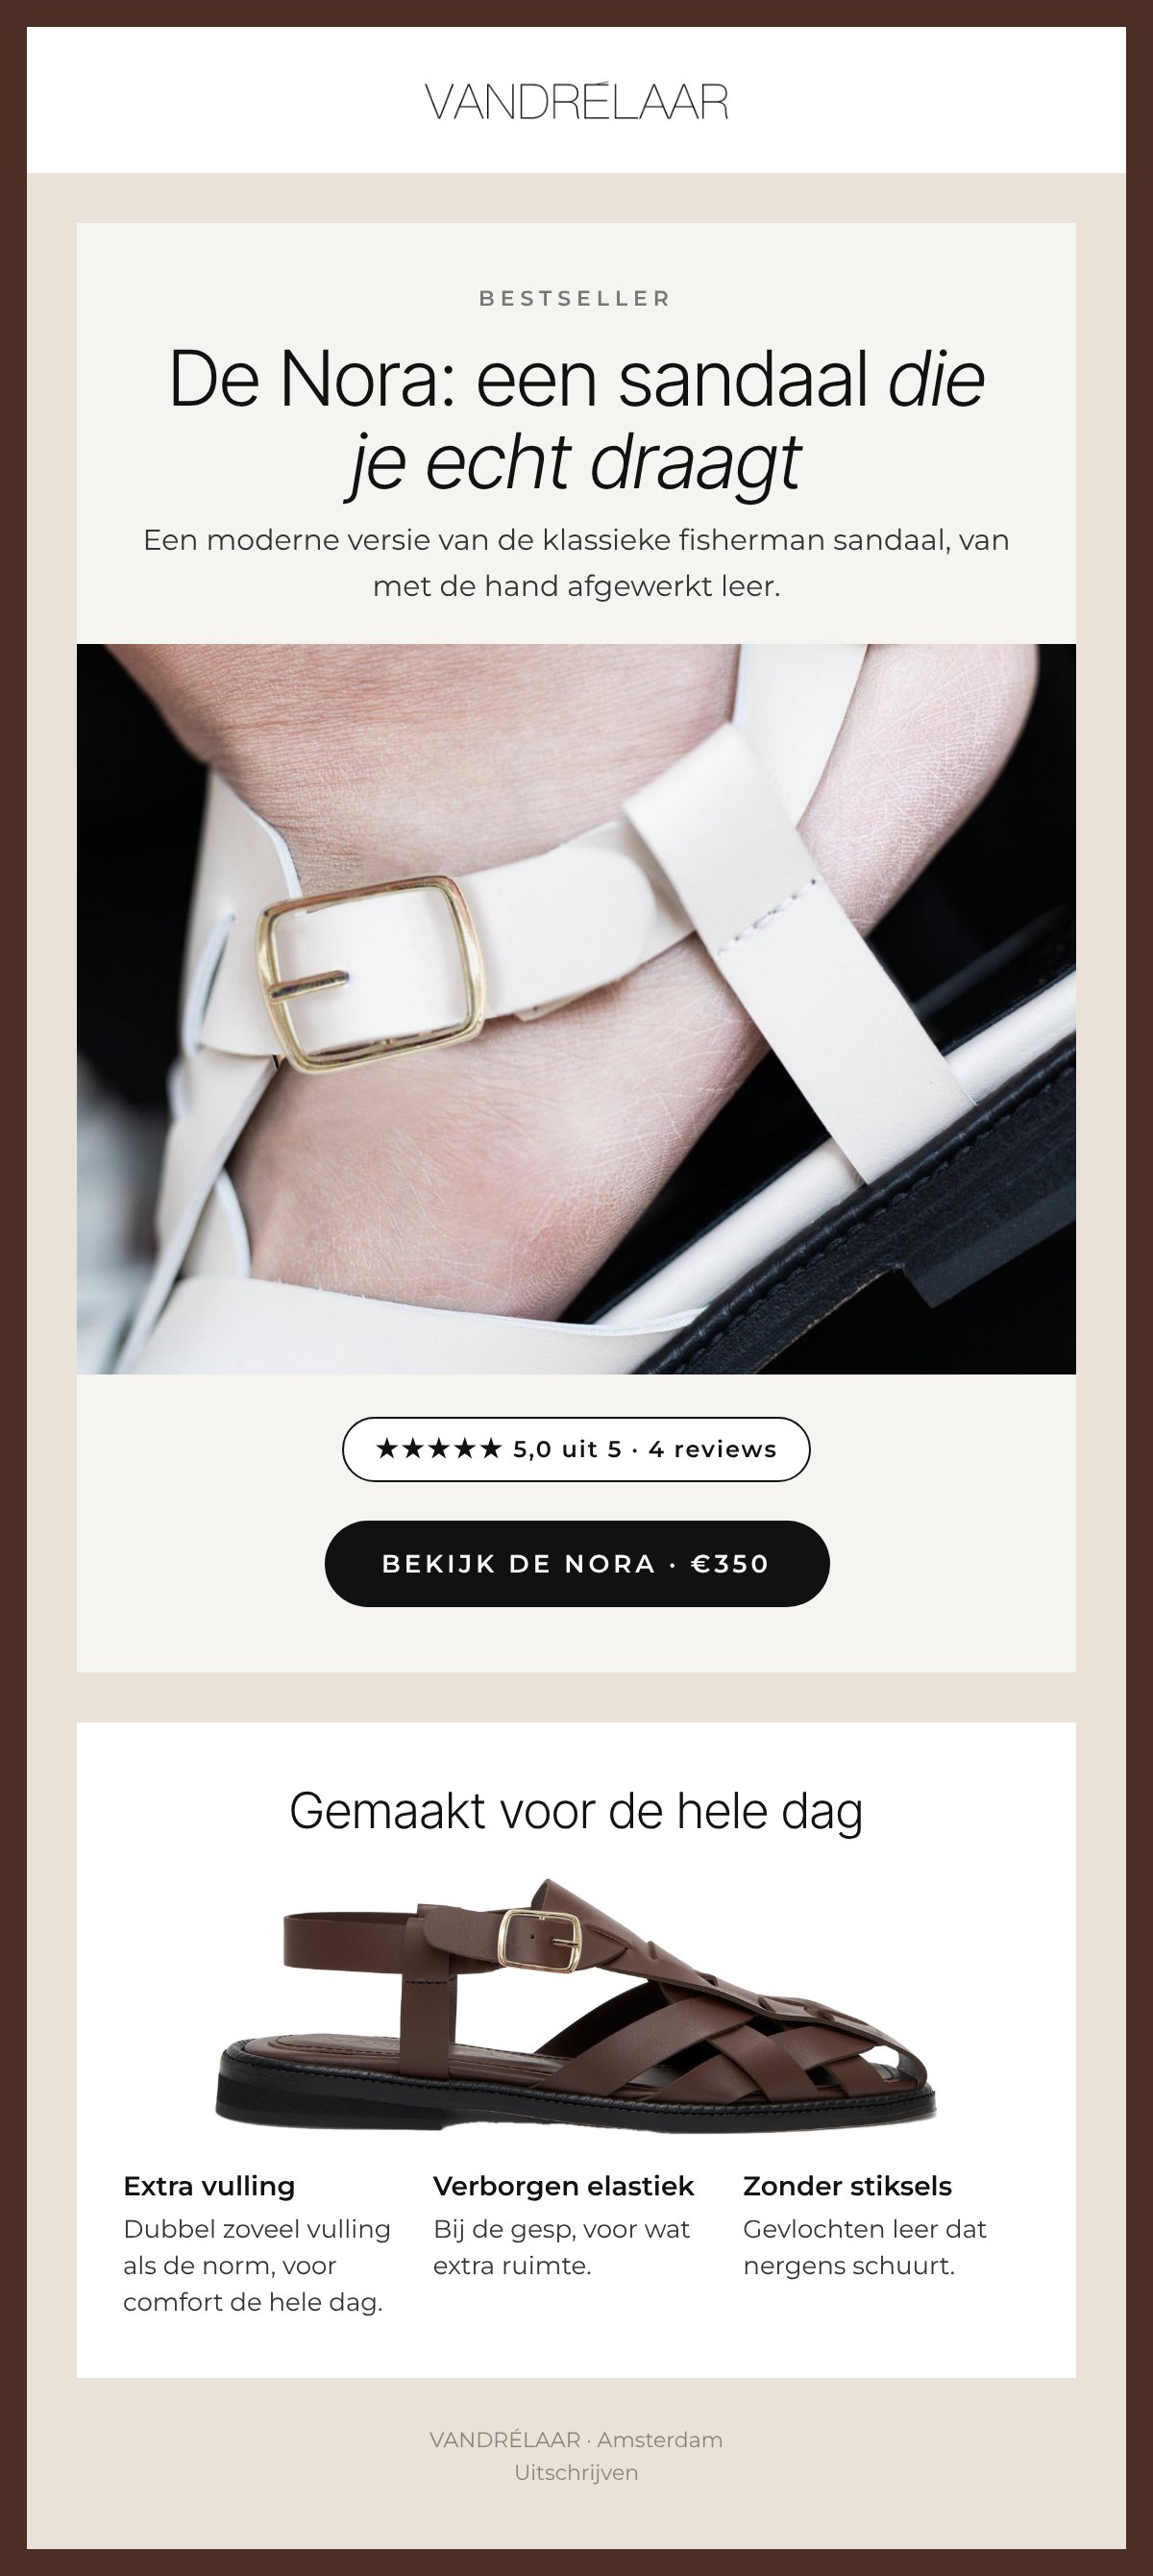 VANDRÉLAAR
BESTSELLER
De Nora: een sandaal die
je echt draagt
Een moderne versie van de klassieke fisherman sandaal, van
met de hand afgewerkt leer.
★★★★★ 5,0 uit 5 · 4 reviews
BEKIJK DE NORA · €350
Gemaakt voor de hele dag
Extra vulling
Dubbel zoveel vulling
als de norm, voor
comfort de hele dag.
Verborgen elastiek
Bij de gesp, voor wat
extra ruimte.
Zonder stiksels
Gevlochten leer dat
nergens schuurt.
VANDRÉLAAR · Amsterdam
Uitschrijven